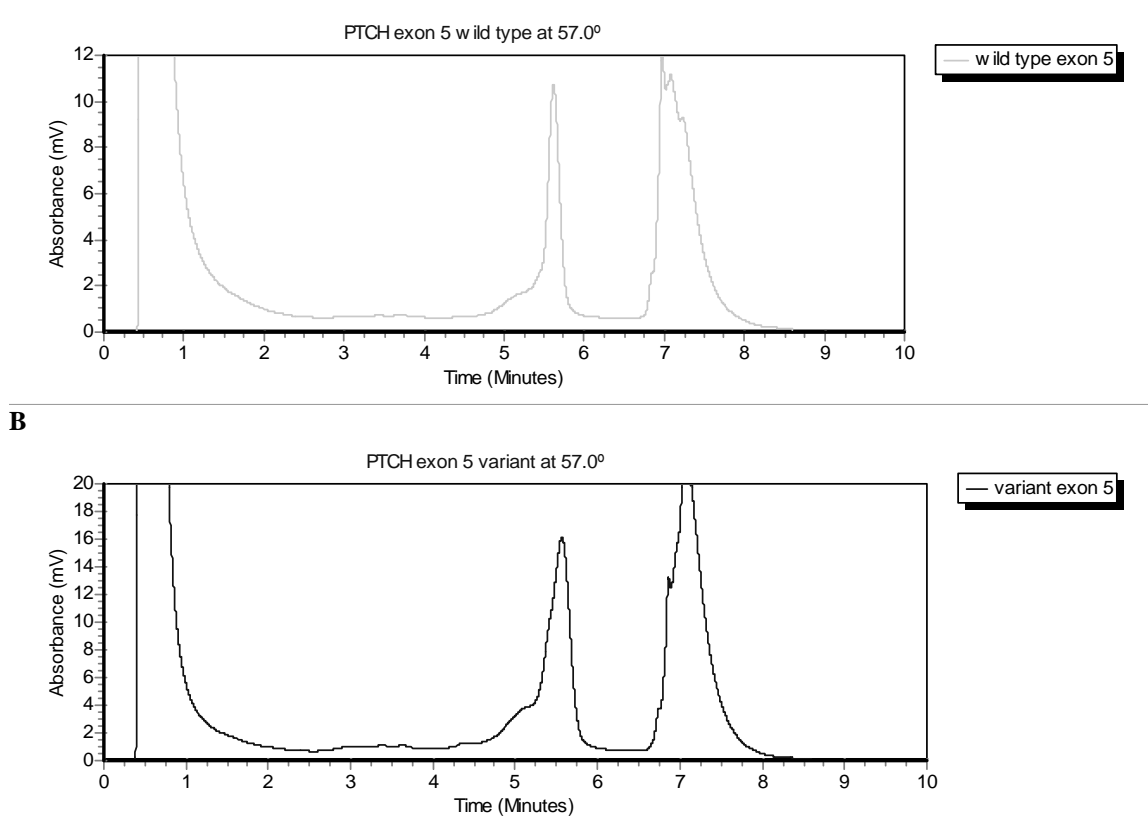 PTCH exon 5 wild type at 57.0º
wild type exon 5
Absorbance (mV)
12
10
8
6
4
2
0
0 1 2 3 4 5 6 7 8 9 10
Time (Minutes)
B
PTCH exon 5 variant at 57.0º
variant exon 5
Absorbance (mV)
20
18
16
14
12
10
8
6
4
2
0
0 1 2 3 4 5 6 7 8 9 10
Time (Minutes)